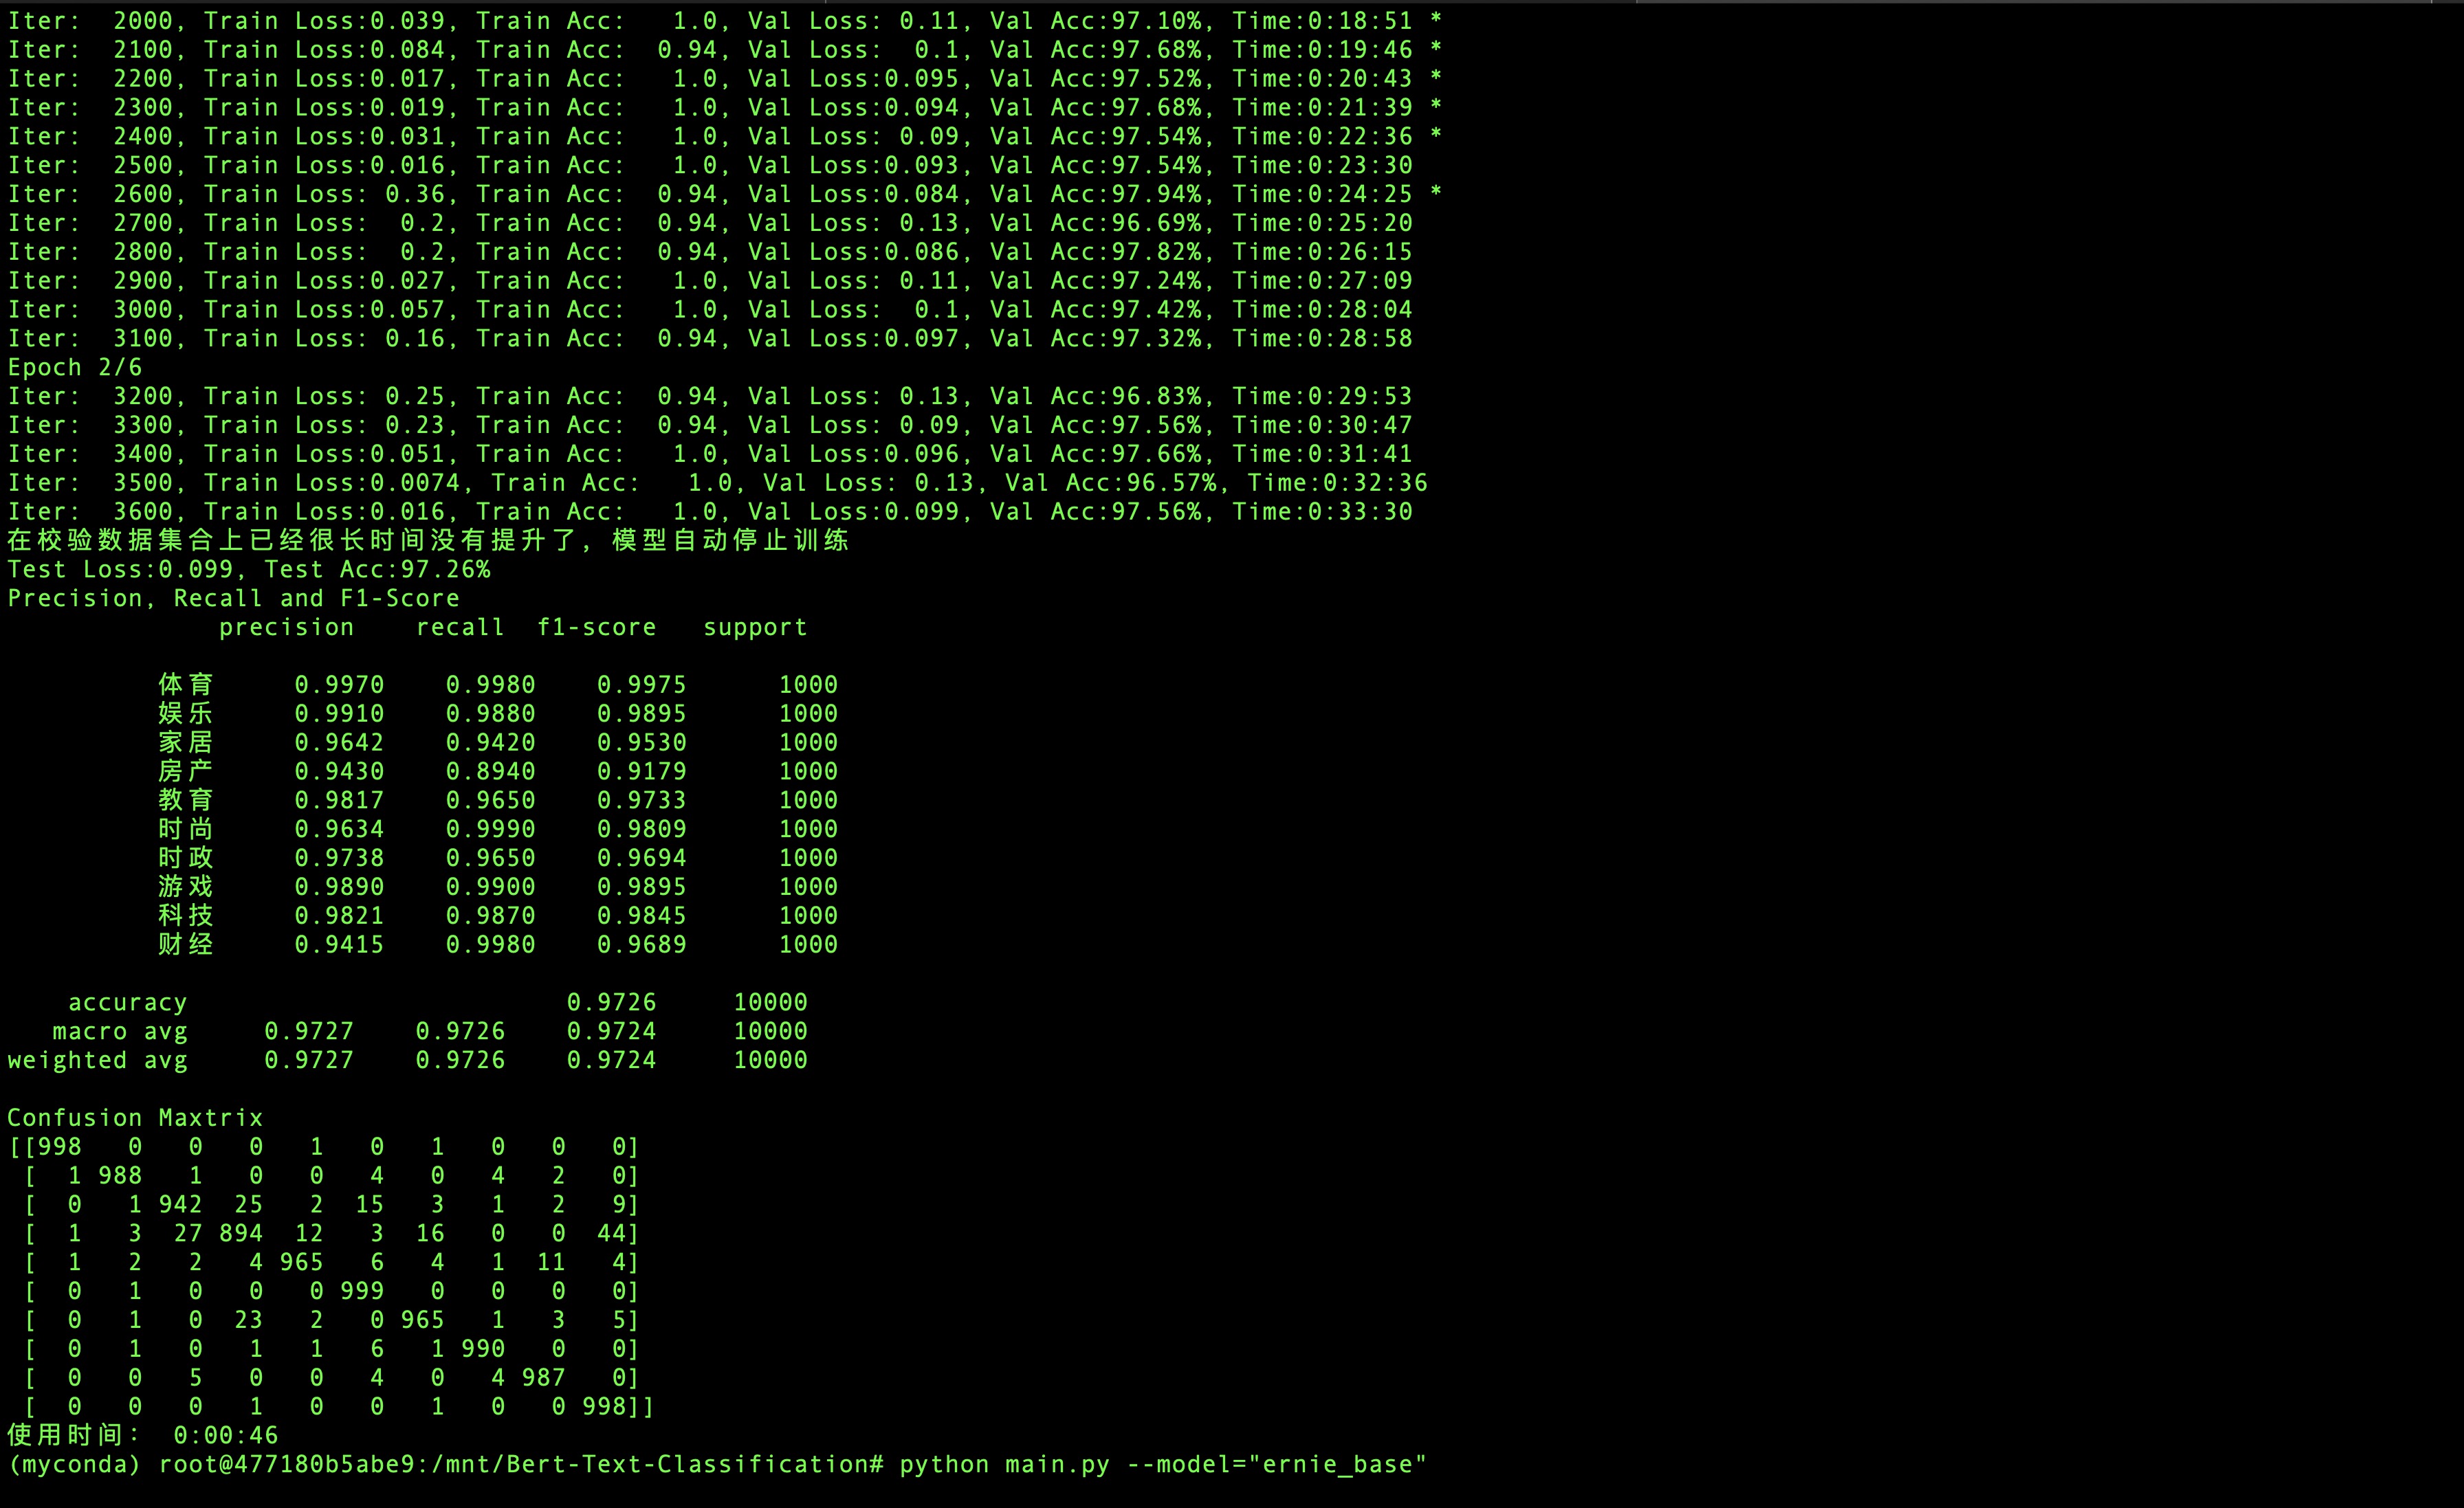 Iter:  2000, Train Loss:0.039, Train Acc:   1.0, Val Loss: 0.11, Val Acc:97.10%, Time:0:18:51 *
Iter:  2100, Train Loss:0.084, Train Acc:  0.94, Val Loss:  0.1, Val Acc:97.68%, Time:0:19:46 *
Iter:  2200, Train Loss:0.017, Train Acc:   1.0, Val Loss:0.095, Val Acc:97.52%, Time:0:20:43 *
Iter:  2300, Train Loss:0.019, Train Acc:   1.0, Val Loss:0.094, Val Acc:97.68%, Time:0:21:39 *
Iter:  2400, Train Loss:0.031, Train Acc:   1.0, Val Loss: 0.09, Val Acc:97.54%, Time:0:22:36 *
Iter:  2500, Train Loss:0.016, Train Acc:   1.0, Val Loss:0.093, Val Acc:97.54%, Time:0:23:30
Iter:  2600, Train Loss: 0.36, Train Acc:  0.94, Val Loss:0.084, Val Acc:97.94%, Time:0:24:25 *
Iter:  2700, Train Loss:  0.2, Train Acc:  0.94, Val Loss: 0.13, Val Acc:96.69%, Time:0:25:20
Iter:  2800, Train Loss:  0.2, Train Acc:  0.94, Val Loss:0.086, Val Acc:97.82%, Time:0:26:15
Iter:  2900, Train Loss:0.027, Train Acc:   1.0, Val Loss: 0.11, Val Acc:97.24%, Time:0:27:09
Iter:  3000, Train Loss:0.057, Train Acc:   1.0, Val Loss:  0.1, Val Acc:97.42%, Time:0:28:04
Iter:  3100, Train Loss: 0.16, Train Acc:  0.94, Val Loss:0.097, Val Acc:97.32%, Time:0:28:58
Epoch 2/6
Iter:  3200, Train Loss: 0.25, Train Acc:  0.94, Val Loss: 0.13, Val Acc:96.83%, Time:0:29:53
Iter:  3300, Train Loss: 0.23, Train Acc:  0.94, Val Loss: 0.09, Val Acc:97.56%, Time:0:30:47
Iter:  3400, Train Loss:0.051, Train Acc:   1.0, Val Loss:0.096, Val Acc:97.66%, Time:0:31:41
Iter:  3500, Train Loss:0.0074, Train Acc:   1.0, Val Loss: 0.13, Val Acc:96.57%, Time:0:32:36
Iter:  3600, Train Loss:0.016, Train Acc:   1.0, Val Loss:0.099, Val Acc:97.56%, Time:0:33:30
在校验数据集合上已经很长时间没有提升了，模型自动停止训练
Test Loss:0.099, Test Acc:97.26%
Precision, Recall and F1-Score
precision    recall  f1-score   support
体育     0.9970    0.9980    0.9975      1000
娱乐     0.9910    0.9880    0.9895      1000
家居     0.9642    0.9420    0.9530      1000
房产     0.9430    0.8940    0.9179      1000
教育     0.9817    0.9650    0.9733      1000
时尚     0.9634    0.9990    0.9809      1000
时政     0.9738    0.9650    0.9694      1000
游戏     0.9890    0.9900    0.9895      1000
科技     0.9821    0.9870    0.9845      1000
财经     0.9415    0.9980    0.9689      1000
accuracy                         0.9726     10000
macro avg     0.9727    0.9726    0.9724     10000
weighted avg     0.9727    0.9726    0.9724     10000
Confusion Maxtrix
[[998   0   0   0   1   0   1   0   0   0]
[  1 988   1   0   0   4   0   4   2   0]
[  0   1 942  25   2  15   3   1   2   9]
[  1   3  27 894  12   3  16   0   0  44]
[  1   2   2   4 965   6   4   1  11   4]
[  0   1   0   0   0 999   0   0   0   0]
[  0   1   0  23   2   0 965   1   3   5]
[  0   1   0   1   1   6   1 990   0   0]
[  0   0   5   0   0   4   0   4 987   0]
[  0   0   0   1   0   0   1   0   0 998]]
使用时间： 0:00:46
(myconda) root@477180b5abe9:/mnt/Bert-Text-Classification# python main.py --model="ernie_base"